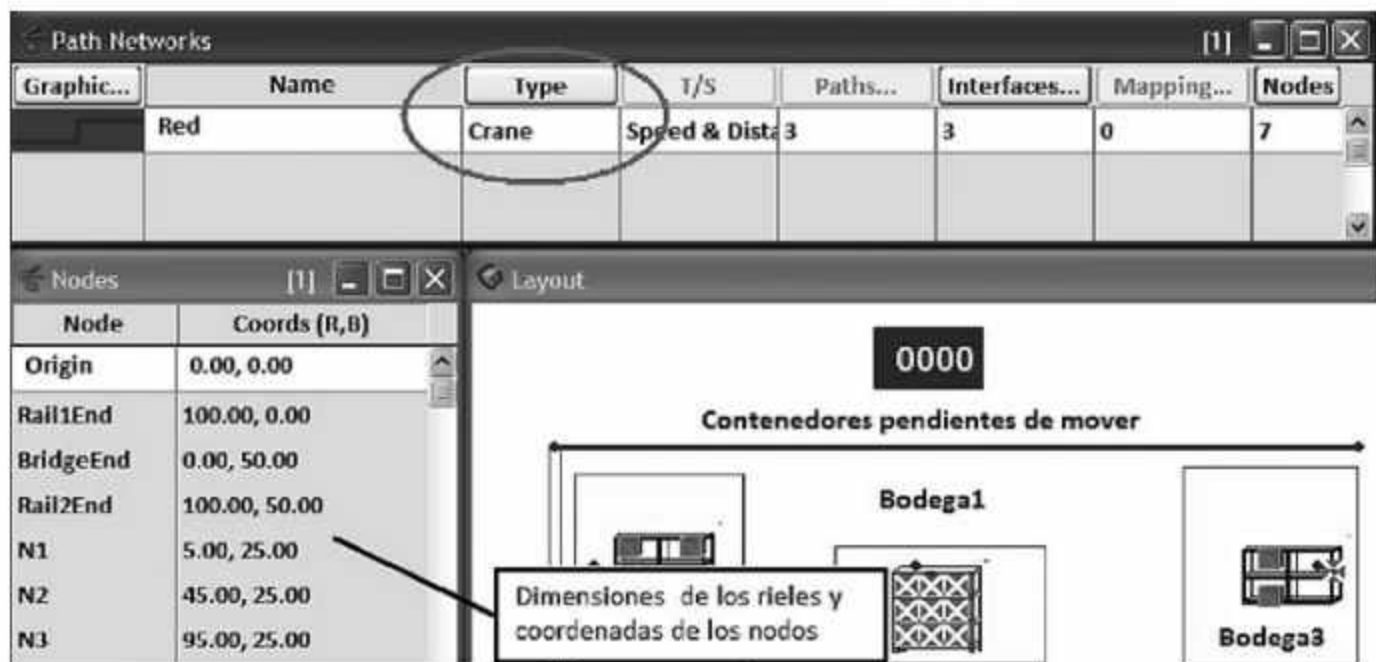 Path Networks [1]
Graphic... Name Type T/S Paths... Interfaces... Mapping... Nodes
Red Crane Speed & Dista 3 3 0 7
Nodes [1]
Node Coords (R,B)
Origin 0.00, 0.00
Rail1End 100.00, 0.00
BridgeEnd 0.00, 50.00
Rail2End 100.00, 50.00
N1 5.00, 25.00
N2 45.00, 25.00
N3 95.00, 25.00
Layout
0000
Contenedores pendientes de mover
Bodega1
Dimensiones de los rieles y
coordenadas de los nodos
Bodega3